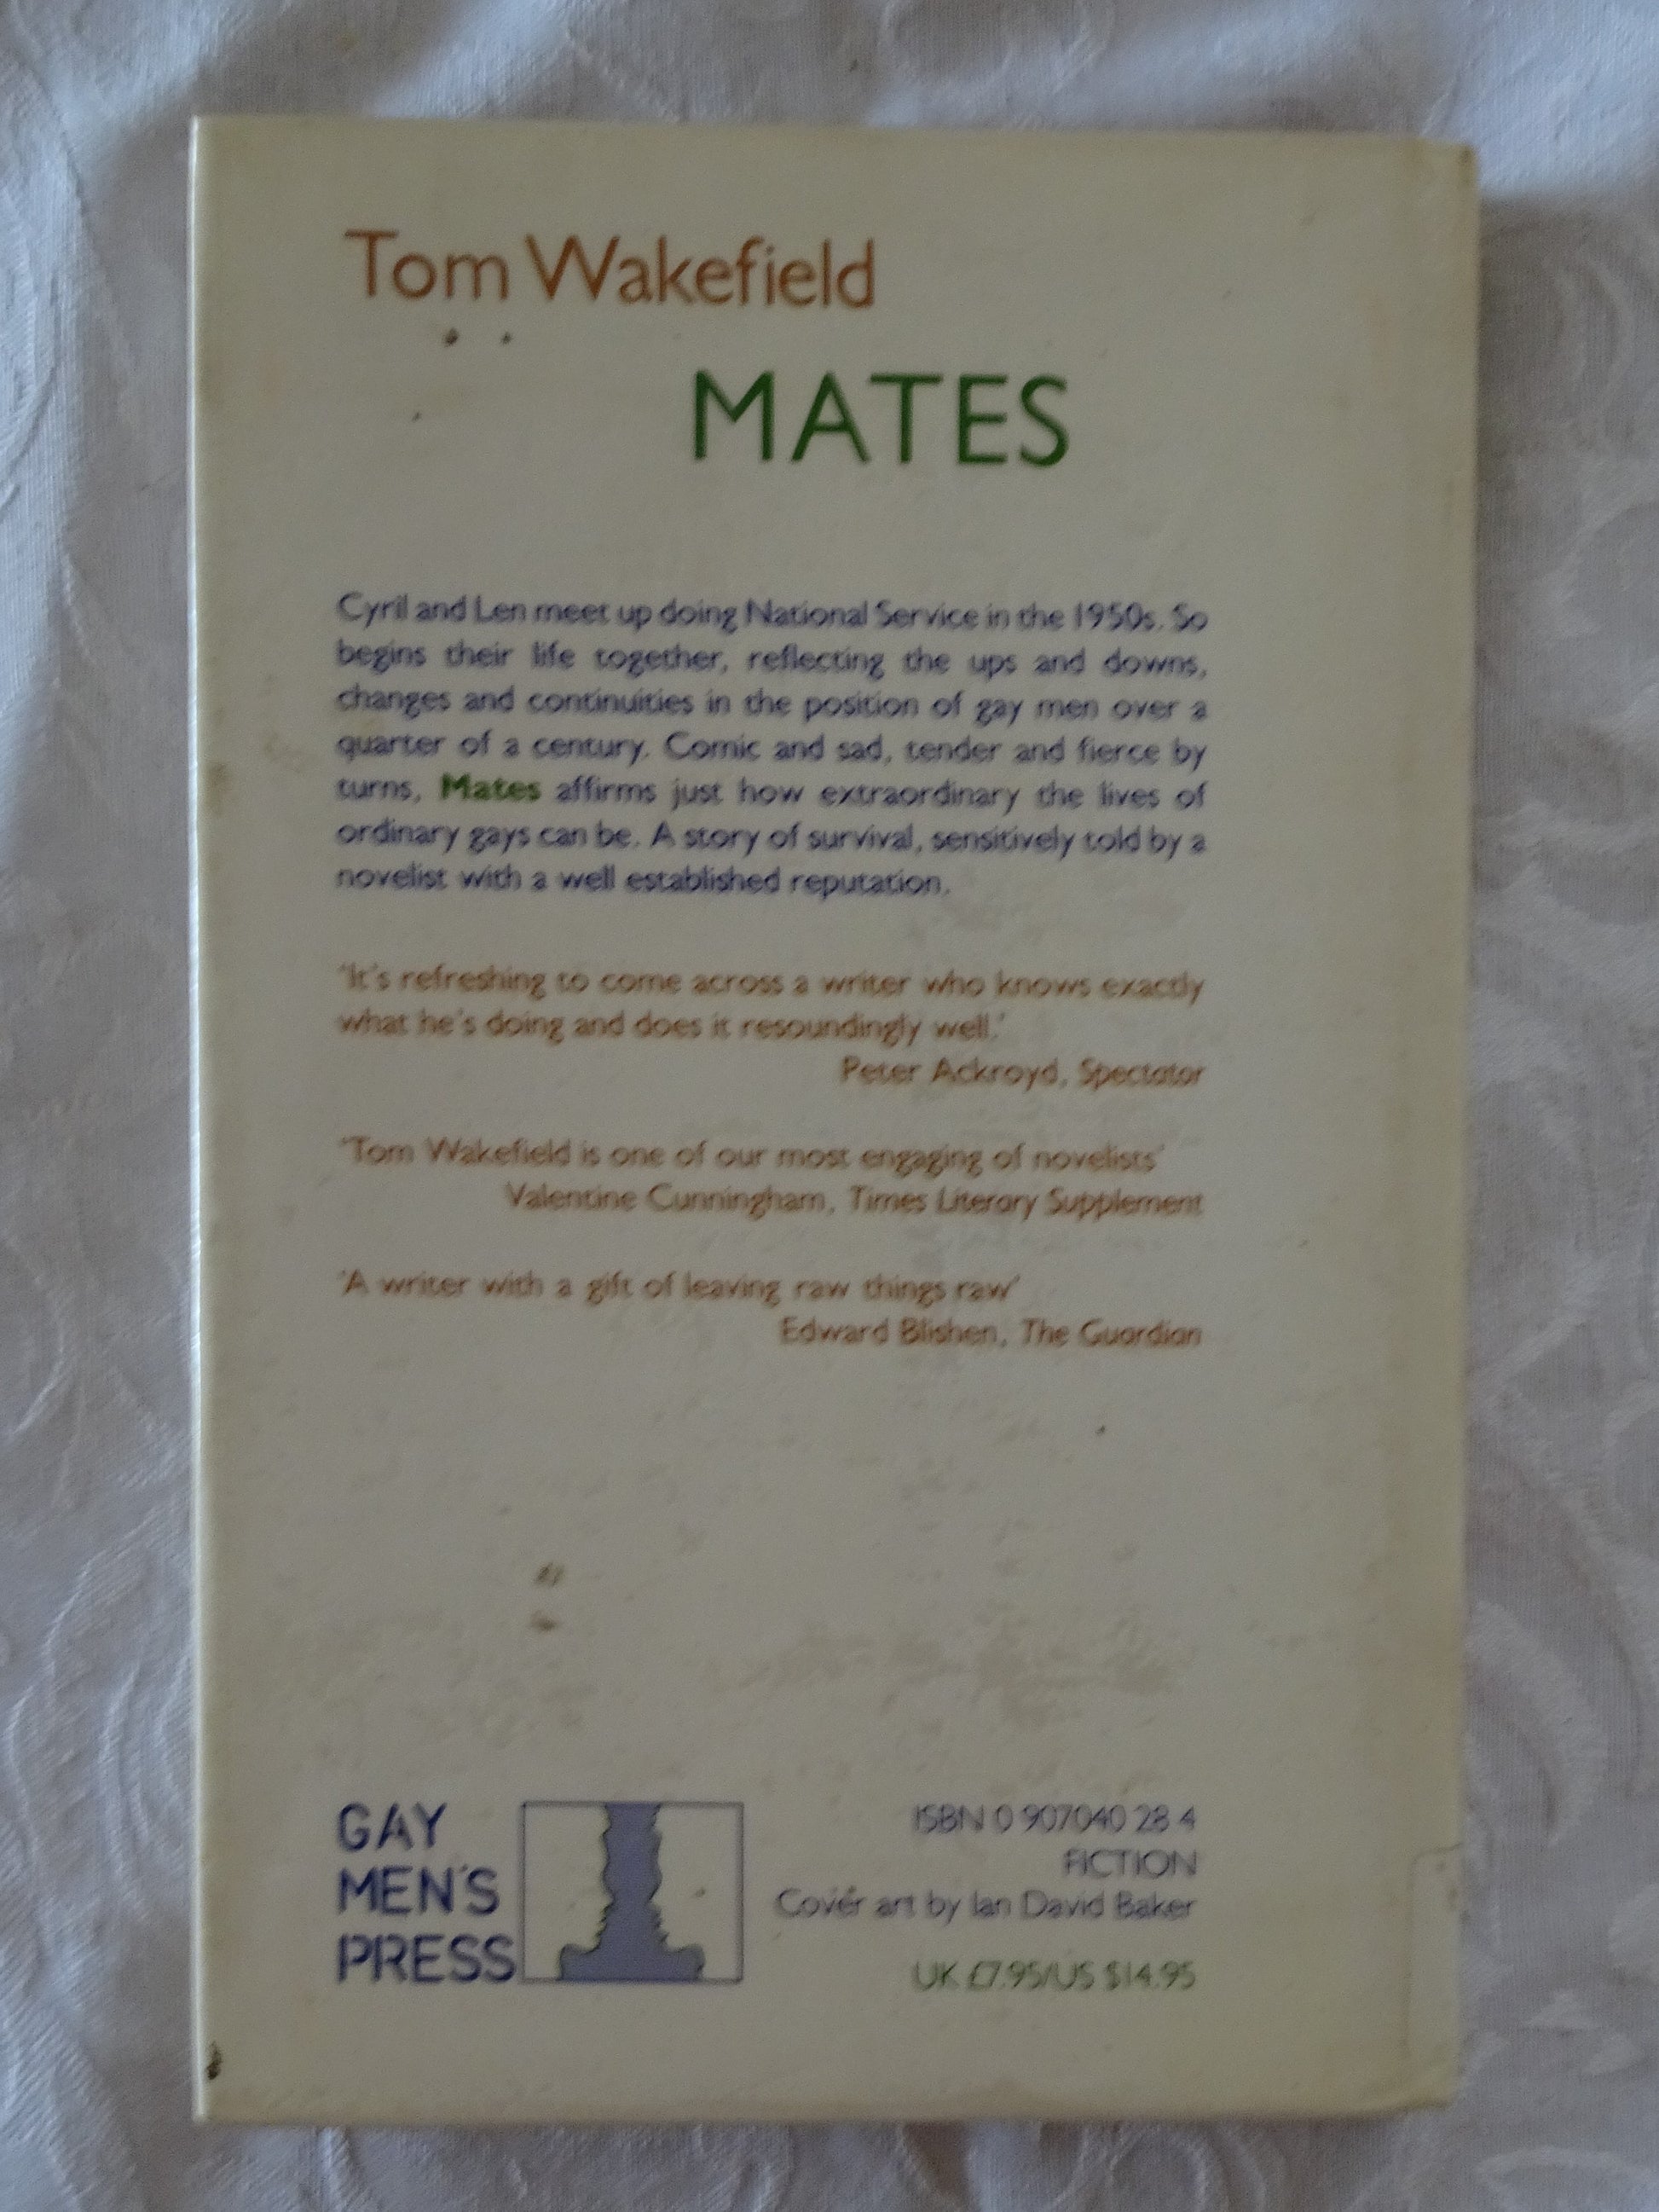 Tom Wakefield
MATES
Cyril and Len meet up doing National Service in the 1950s. So
begins their life together, reflecting the ups and downs,
changes and continuities in the position of gay men over a
quarter of a century. Comic and sad, tender and fierce by
turns, Mates affirms just how extraordinary the lives of
ordinary gays can be. A story of survival, sensitively told by a
novelist with a well established reputation.
'It's refreshing to come across a writer who knows exactly
what he's doing and does it resoundingly well.'
Peter Ackroyd, Spectator
'Tom Wakefield is one of our most engaging of novelists'
Valentine Cunningham, Times Literary Supplement
'A writer with a gift of leaving raw things raw'
Edward Blishen, The Guardian
GAY
MEN'S
PRESS
ISBN 0 907040 28 4
FICTION
Cover art by Ian David Baker
UK £7.95/US $14.95